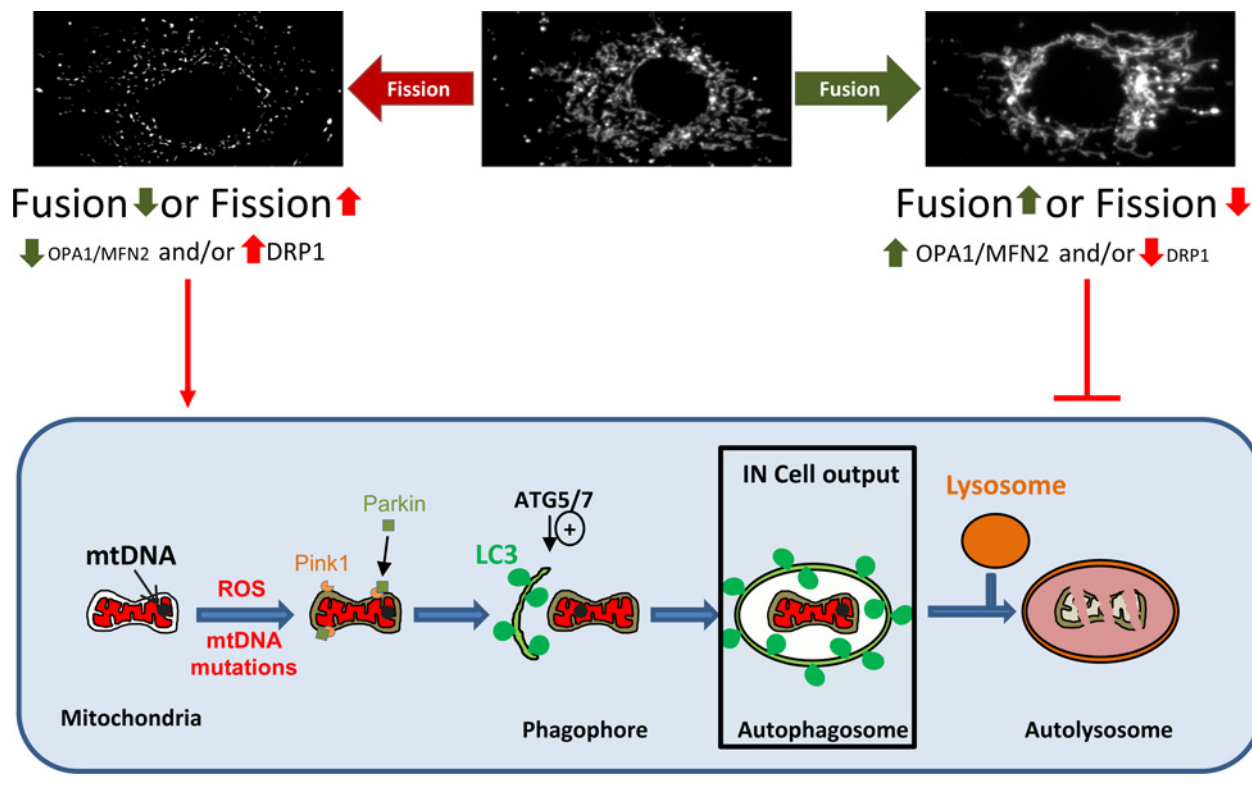 Fission
Fusion
Fusion or Fission
OPA1/MFN2 and/or DRP1
Fusion or Fission
OPA1/MFN2 and/or DRP1
IN Cell output
Lysosome
Parkin
ATG5/7
+
LC3
mtDNA
Pink1
ROS
mtDNA
mutations
Mitochondria
Phagophore
Autophagosome
Autolysosome